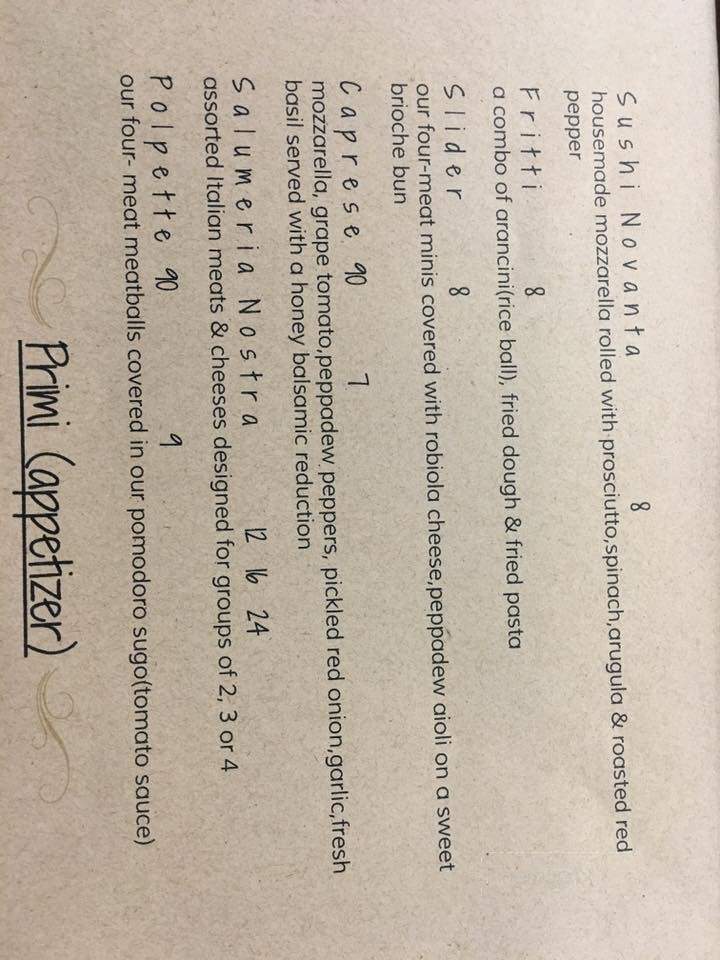 Sushi Novanta 8
housemade mozzarella rolled with prosciutto,spinach,arugula & roasted red
pepper
Fritti 8
a combo of arancini(rice ball), fried dough & fried pasta
Slider 8
our four-meat minis covered with robiola cheese,peppadew aioli on a sweet
brioche bun
Caprese 90 7
mozzarella, grape tomato,peppadew peppers, pickled red onion,garlic,fresh
basil served with a honey balsamic reduction
Salumeria Nostra 12 16 24
assorted Italian meats & cheeses designed for groups of 2, 3 or 4
Polpette 90 9
our four- meat meatballs covered in our pomodoro sugo(tomato sauce)
Primi (appetizer)